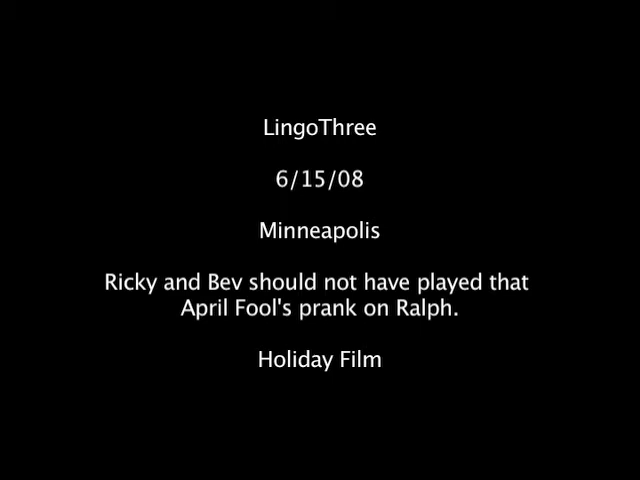 LingoThree
6/15/08
Minneapolis
Ricky and Bev should not have played that
April Fool's prank on Ralph.
Holiday Film